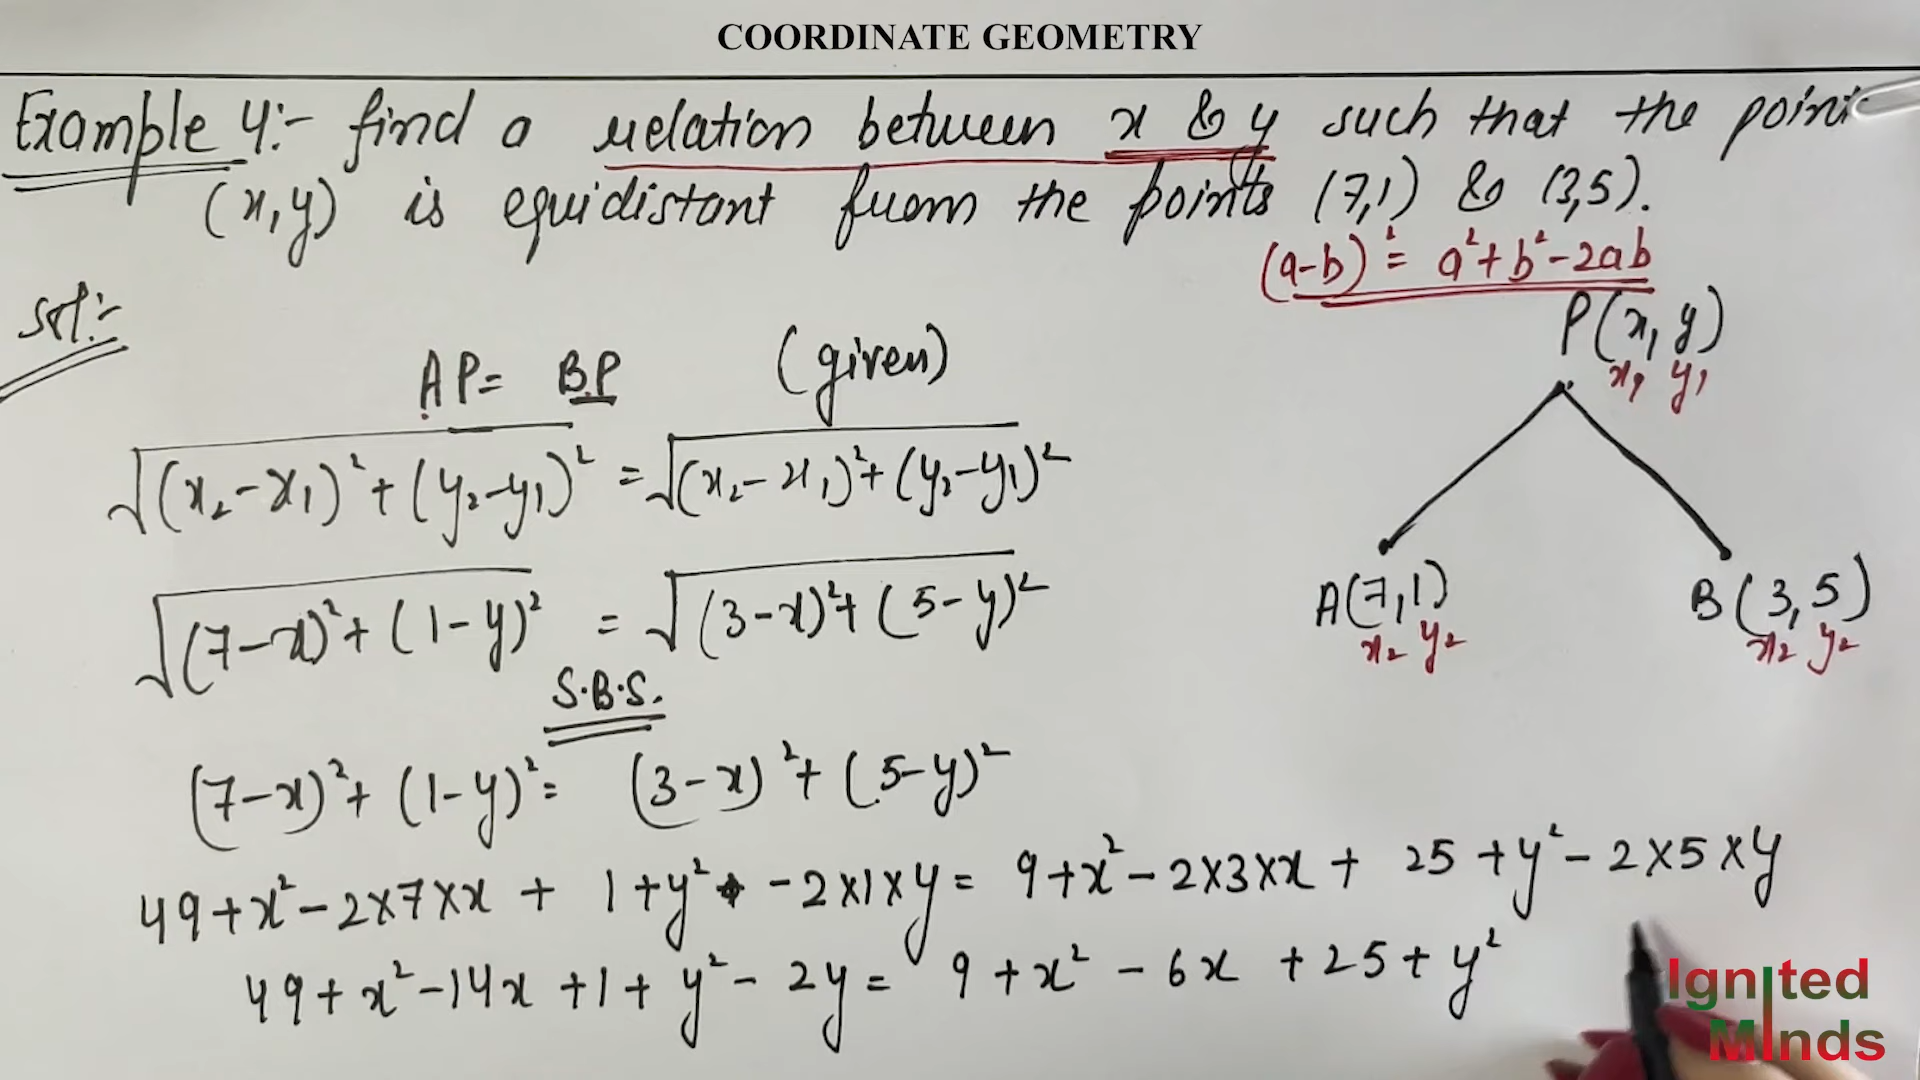 COORDINATE GEOMETRY
Example 4:- find a relation between x & y such that the point
(x,y) is equidistant from the points (7,1) & (3,5).
(a-b)² = a²+b²-2ab
Sol:-
P(x, y)
x₁ y₁
AP = BP (given)
√(x₂-x₁)²+(y₂-y₁)² = √(x₂-x₁)²+(y₂-y₁)²
A(7,1) B(3,5)
x₂ y₂ x₂ y₂
√(7-x)²+(1-y)² = √(3-x)²+(5-y)²
S.B.S.
(7-x)²+(1-y)² = (3-x)²+(5-y)²
49+x²-2×7×x + 1+y² -2×1×y = 9+x²-2×3×x + 25+y²-2×5×y
49+x²-14x+1+y²-2y = 9+x²-6x+25+y²
Ignited
Minds